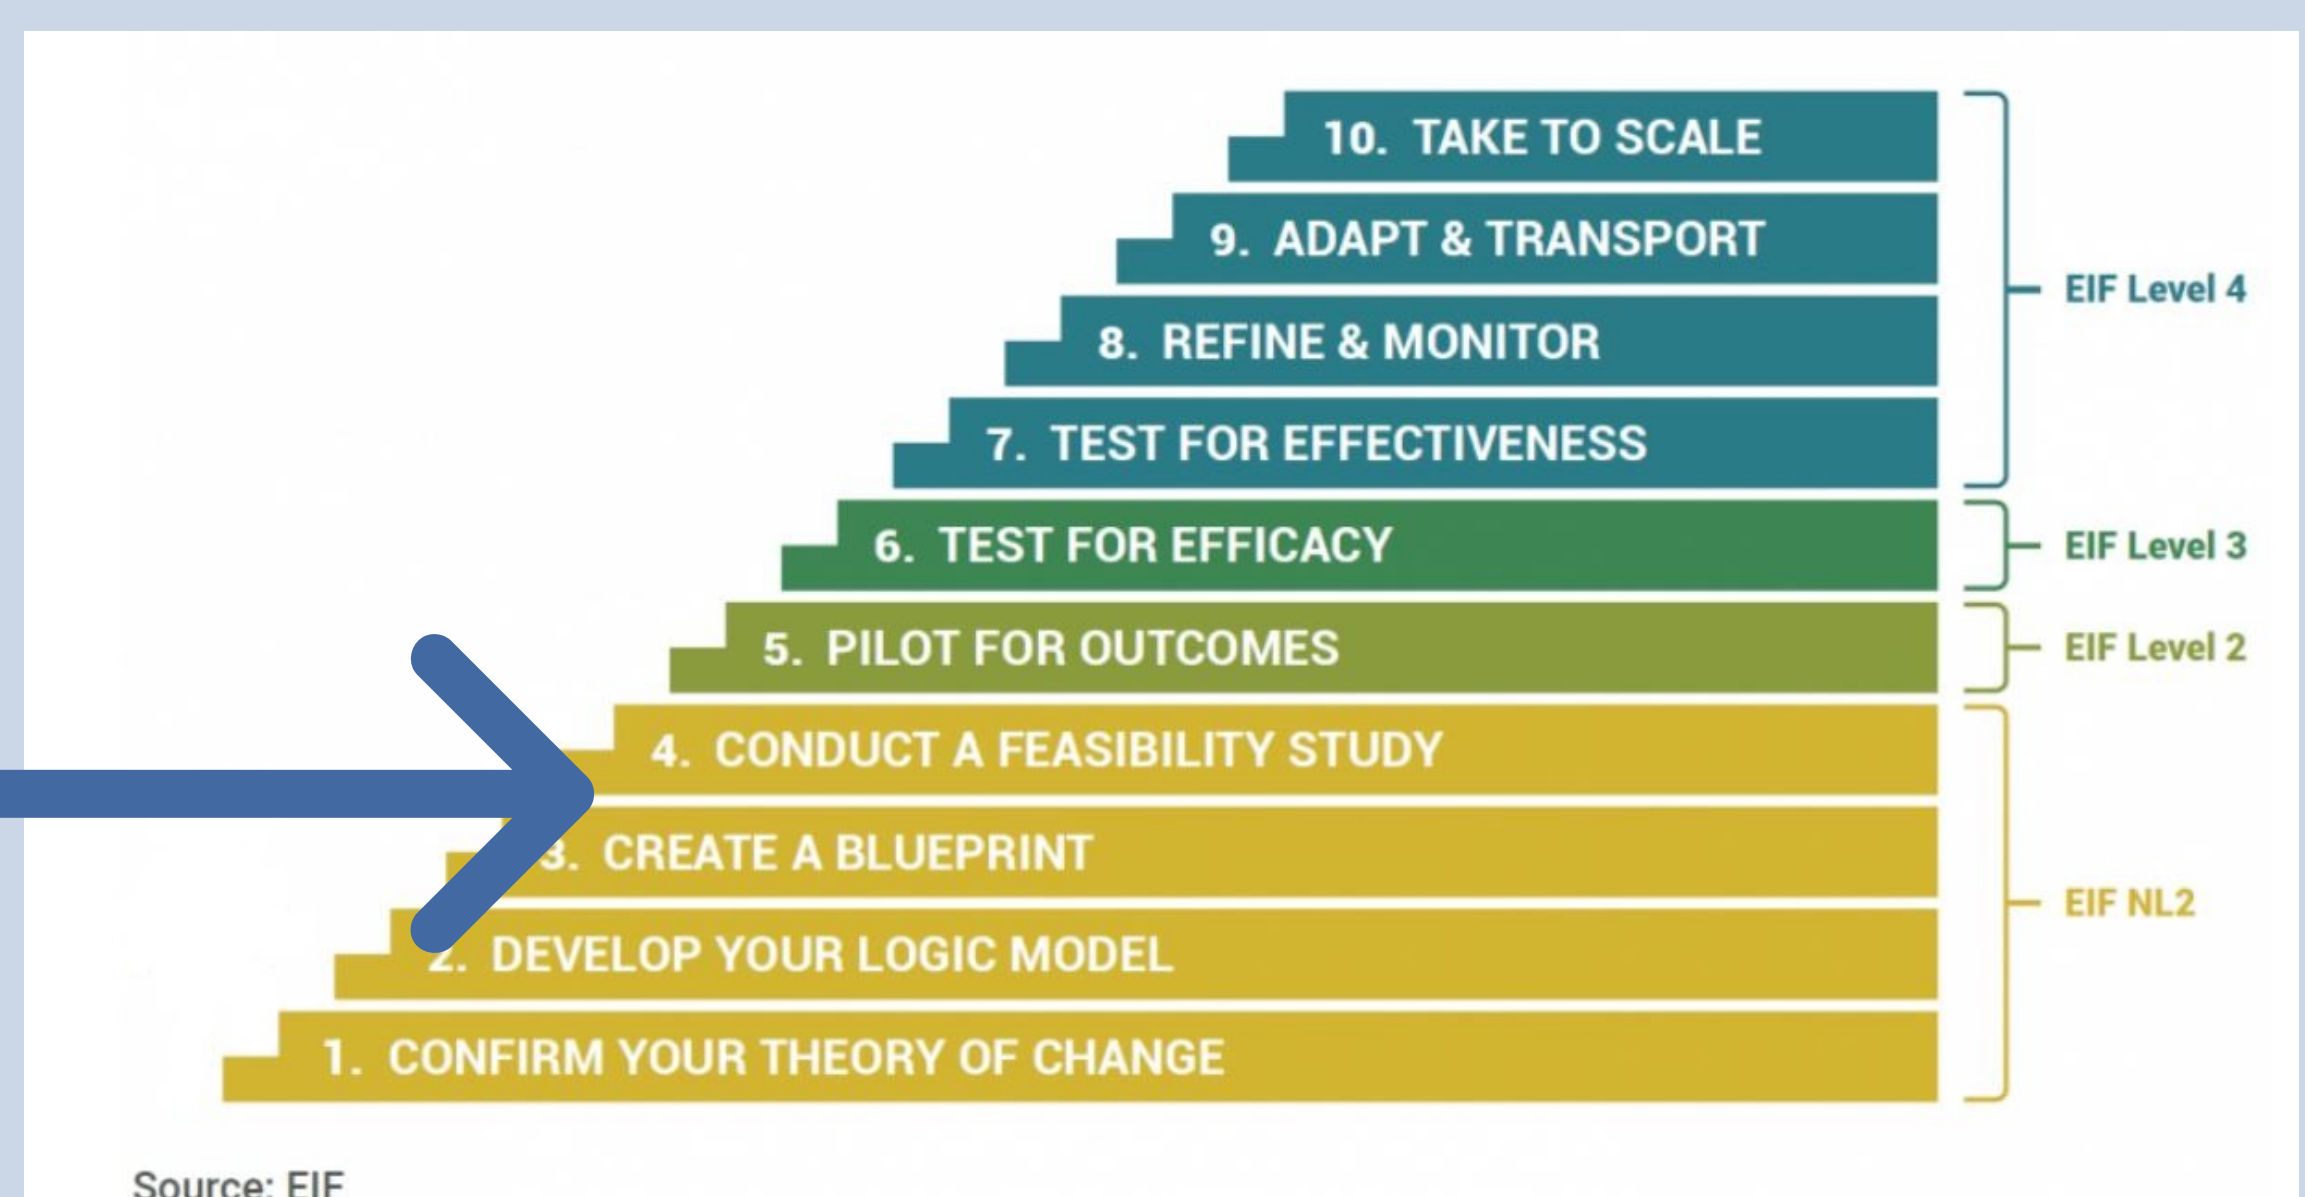 10. TAKE TO SCALE
9. ADAPT & TRANSPORT
EIF Level 4
8. REFINE & MONITOR
7. TEST FOR EFFECTIVENESS
6. TEST FOR EFFICACY
EIF Level 3
5. PILOT FOR OUTCOMES
EIF Level 2
4. CONDUCT A FEASIBILITY STUDY
3. CREATE A BLUEPRINT
EIF NL2
2. DEVELOP YOUR LOGIC MODEL
1. CONFIRM YOUR THEORY OF CHANGE
Source: EIF